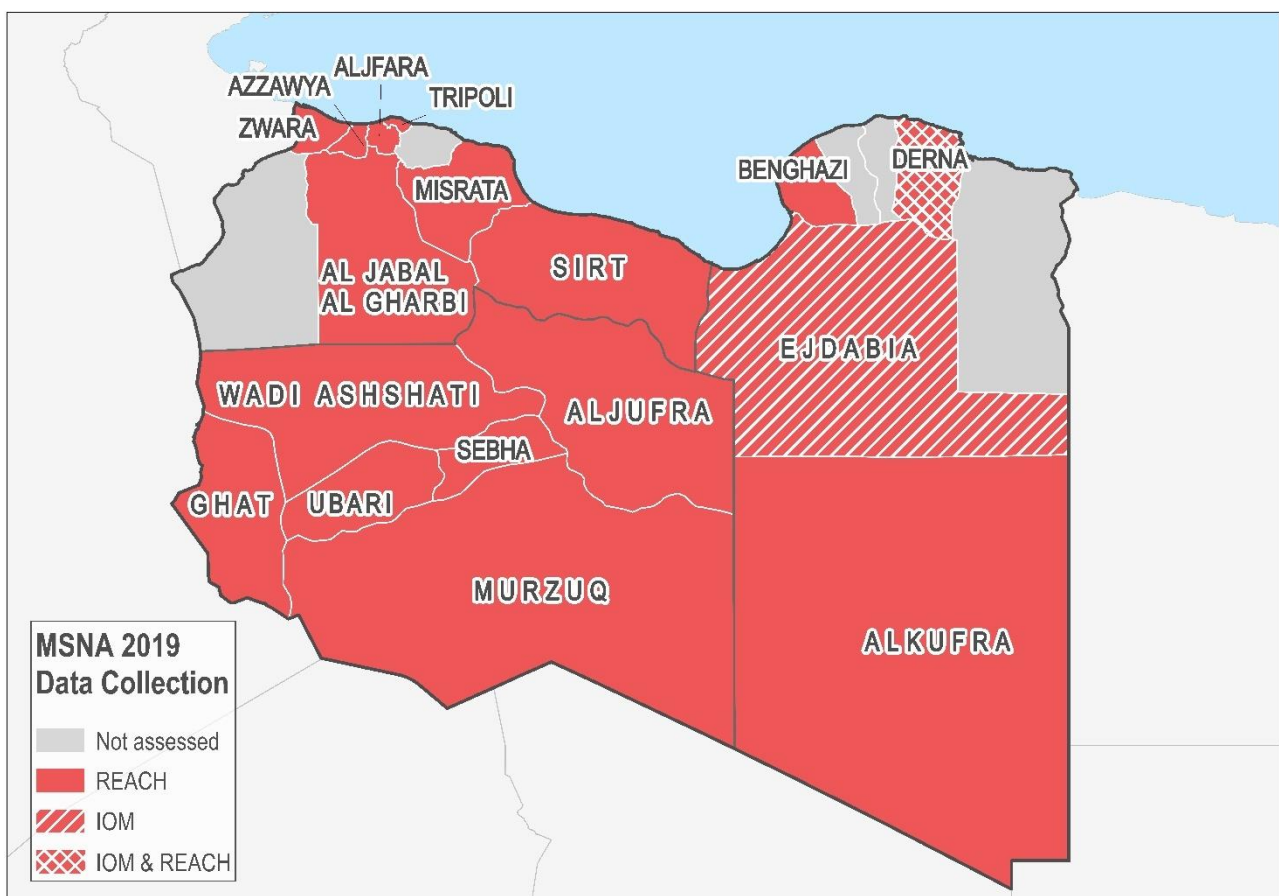 ALJFARA
AZZAWYA
TRIPOLI
ZWARA
DERNA
BENGHAZI
MISRATA
SIRT
AL JABAL
AL GHARBI
EJDABIA
WADI ASHSHATI
ALJUFRA
SEBHA
GHAT
UBARI
MURZUQ
ALKUFRA
MSNA 2019
Data Collection
Not assessed
REACH
IOM
IOM & REACH